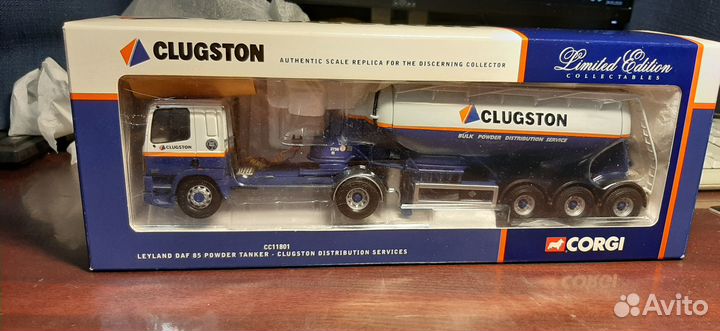 CLUGSTON
AUTHENTIC SCALE REPLICA FOR THE DISCERNING COLLECTOR
Limited Edition
COLLECTABLES
CLUGSTON
BULK POWDER DISTRIBUTION SERVICE
CLUGSTON
CC11801
LEYLAND DAF 85 POWDER TANKER - CLUGSTON DISTRIBUTION SERVICES
CORGI
Avito